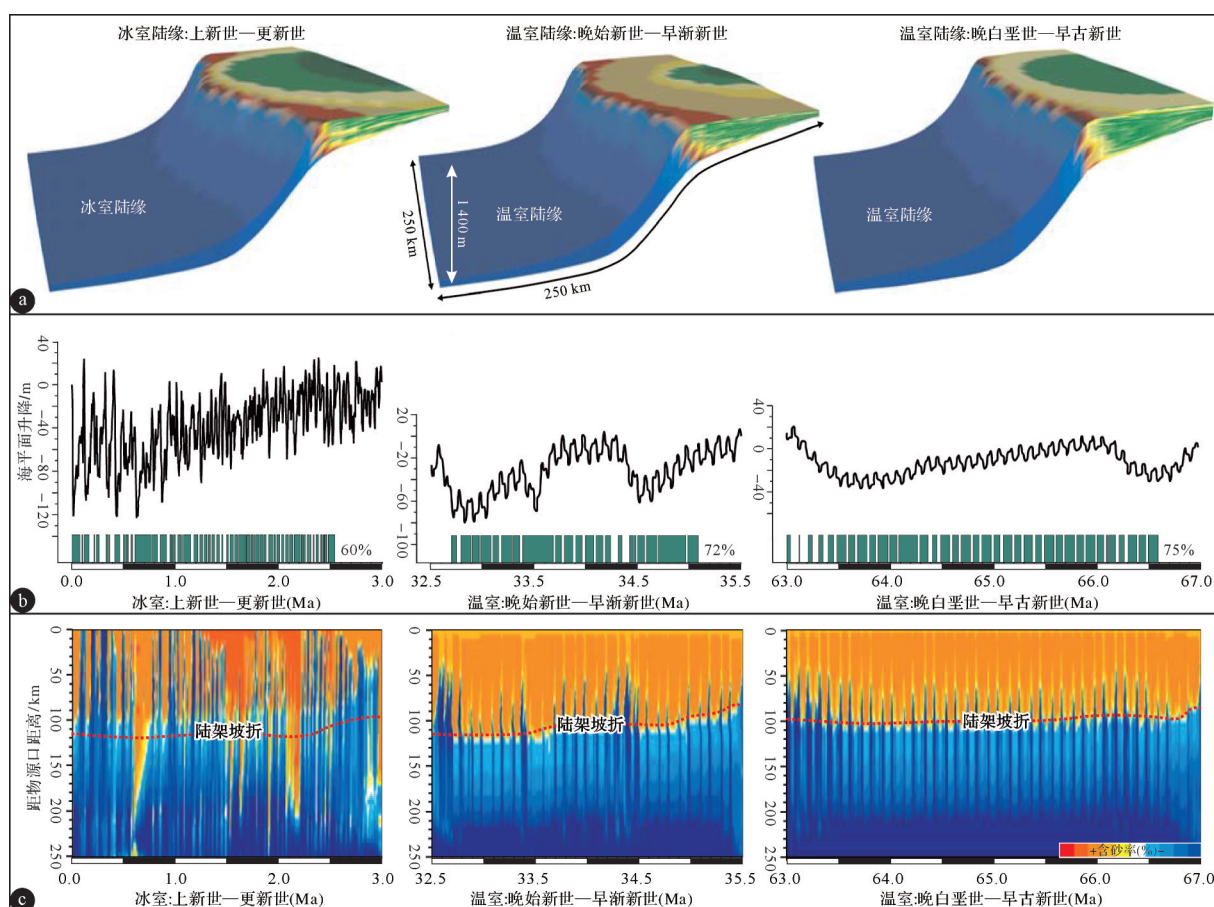 冰室陆缘:上新世—更新世
温室陆缘:晚始新世—早渐新世
温室陆缘:晚白垩世—早古新世
冰室陆缘
250 km
1 400 m
温室陆缘
250 km
温室陆缘
a
海平面升降/m
40
0
-40
-80
-120
60%
0.0
1.0
2.0
3.0
冰室:上新世—更新世(Ma)
20
-20
-60
-100
72%
32.5
33.5
34.5
35.5
温室:晚始新世—早渐新世(Ma)
40
0
-40
75%
63.0
64.0
65.0
66.0
67.0
温室:晚白垩世—早古新世(Ma)
b
距物源口距离/km
0
50
100
150
200
250
陆架坡折
0.0
1.0
2.0
3.0
冰室:上新世—更新世(Ma)
0
50
100
150
200
250
陆架坡折
32.5
33.5
34.5
35.5
温室:晚始新世—早渐新世(Ma)
0
50
100
150
200
250
陆架坡折
+含砂率(%)-
63.0
64.0
65.0
66.0
67.0
温室:晚白垩世—早古新世(Ma)
c